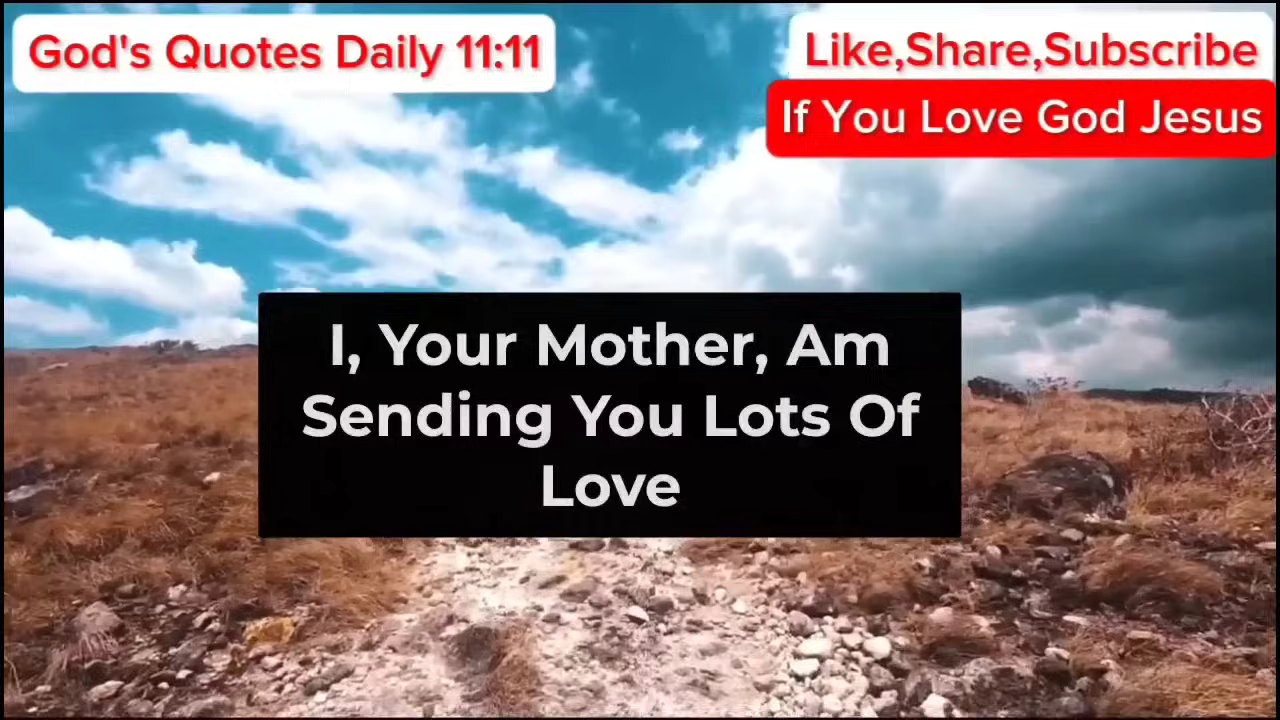 God's Quotes Daily 11:11
Like,Share,Subscribe
If You Love God Jesus
I, Your Mother, Am
Sending You Lots Of
Love